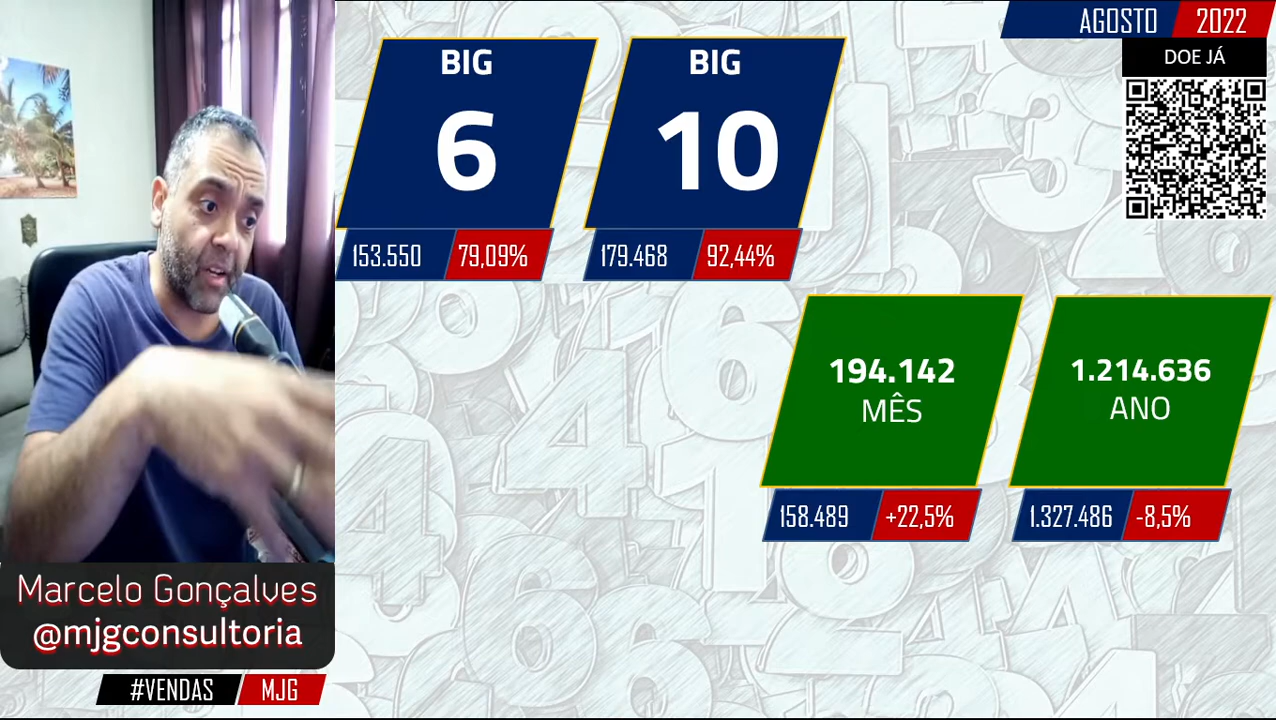 AGOSTO 2022
DOE JÁ
BIG
6
153.550 79,09%
BIG
10
179.468 92,44%
194.142
MÊS
158.489 +22,5%
1.214.636
ANO
1.327.486 -8,5%
Marcelo Gonçalves
@mjgconsultoria
#VENDAS MJG